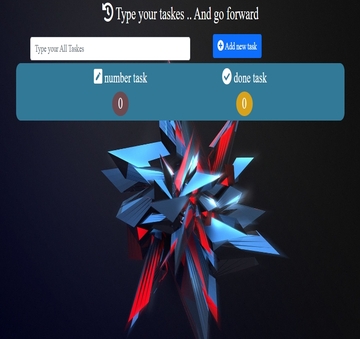 Type your taskes .. And go forward
Type your All Taskes
Add new task
number task
done task
0
0